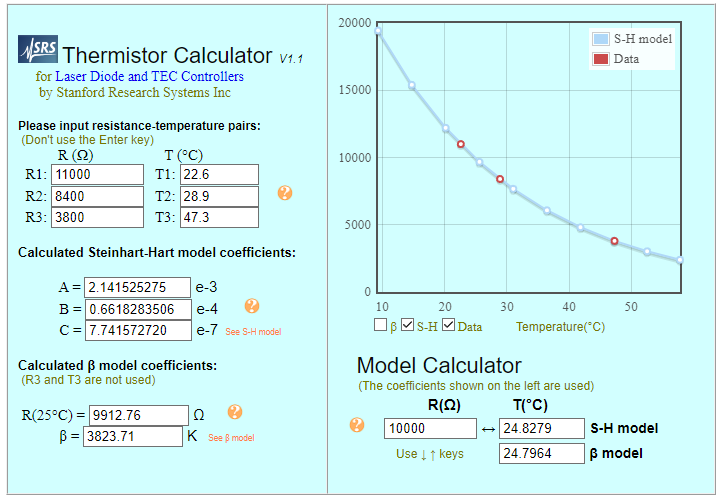 SRS Thermistor Calculator V1.1
for Laser Diode and TEC Controllers
by Stanford Research Systems Inc
Please input resistance-temperature pairs:
(Don't use the Enter key)
R (Ω) T (°C)
R1: 11000 T1: 22.6
R2: 8400 T2: 28.9
R3: 3800 T3: 47.3
?
Calculated Steinhart-Hart model coefficients:
A = 2.141525275 e-3
B = 0.6618283506 e-4 ?
C = 7.741572720 e-7 See S-H model
Calculated β model coefficients:
(R3 and T3 are not used)
R(25°C) = 9912.76 Ω ?
β = 3823.71 K See β model
20000
15000
10000
5000
0
10 20 30 40 50
S-H model
Data
β S-H Data Temperature(°C)
Model Calculator
(The coefficients shown on the left are used)
R(Ω) T(°C)
? 10000 ↔ 24.8279 S-H model
Use ↓↑ keys 24.7964 β model